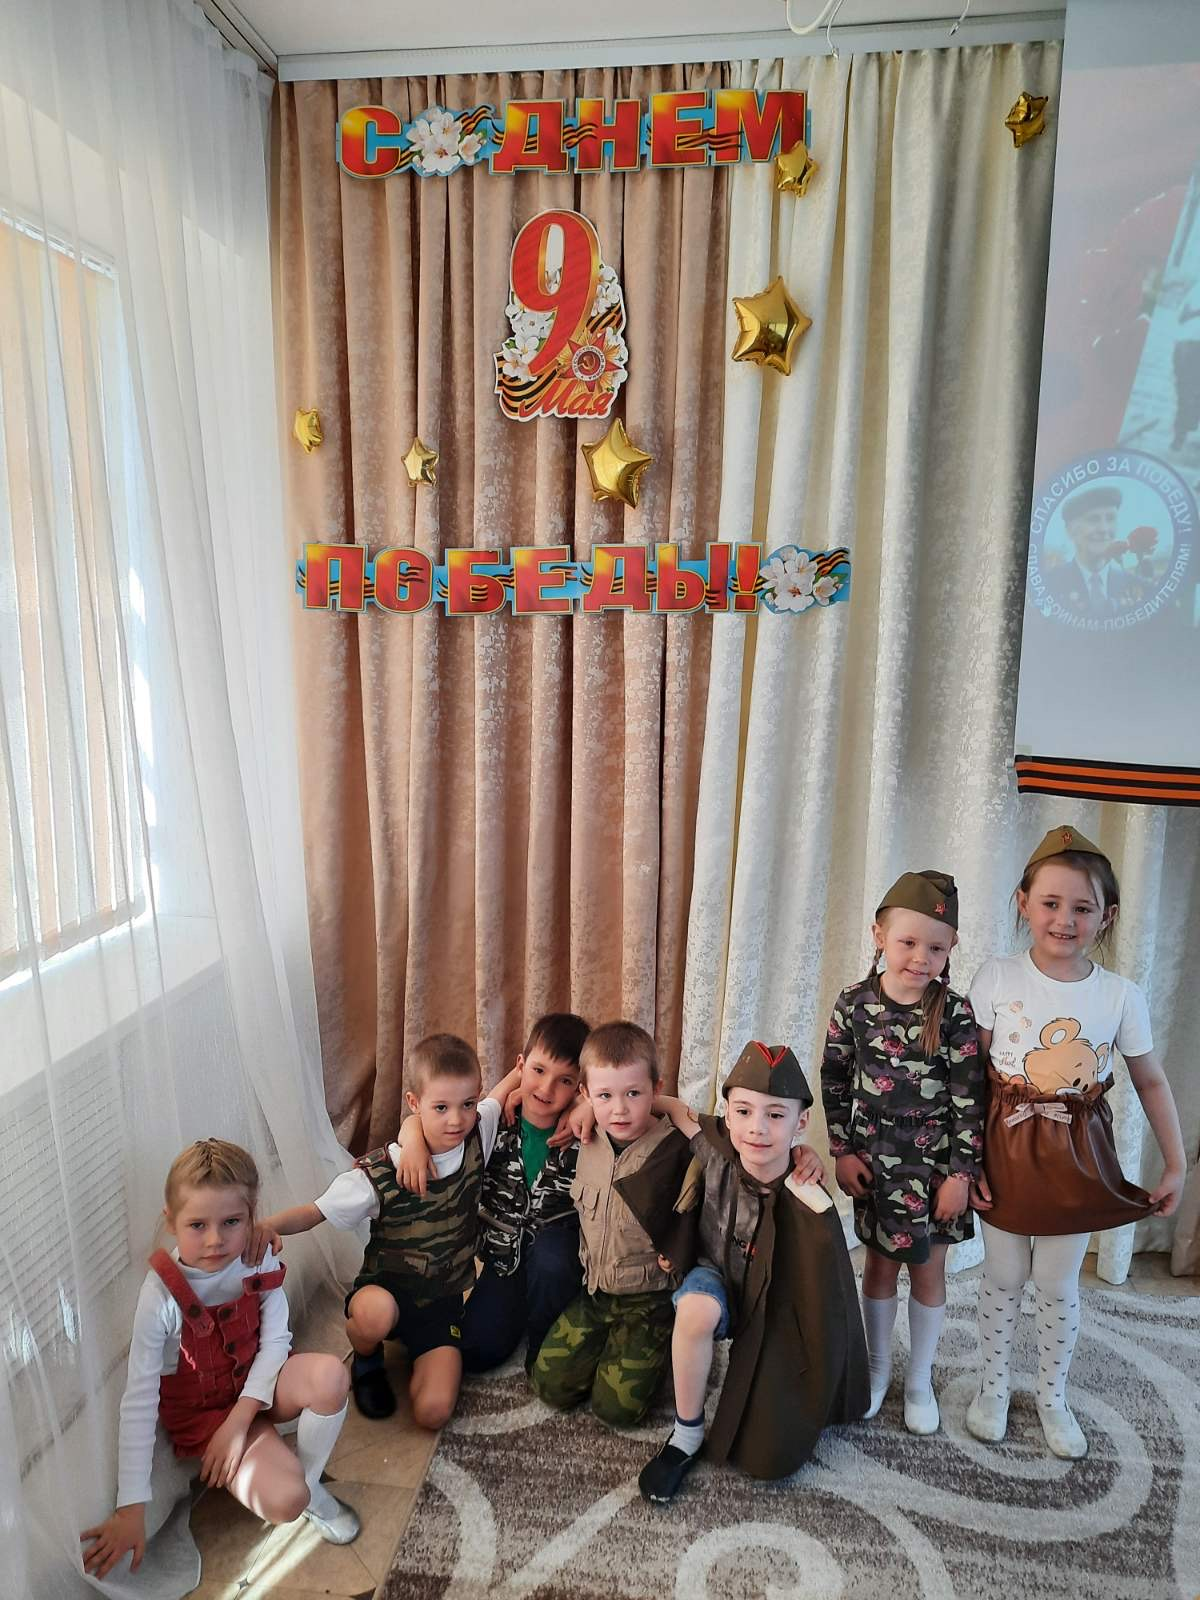 С ДНЕМ
9
Мая
ПОБЕДЫ!
СПАСИБО ЗА ПОБЕДУ!
СЛАВА ВОИНАМ-ПОБЕДИТЕЛЯМ!